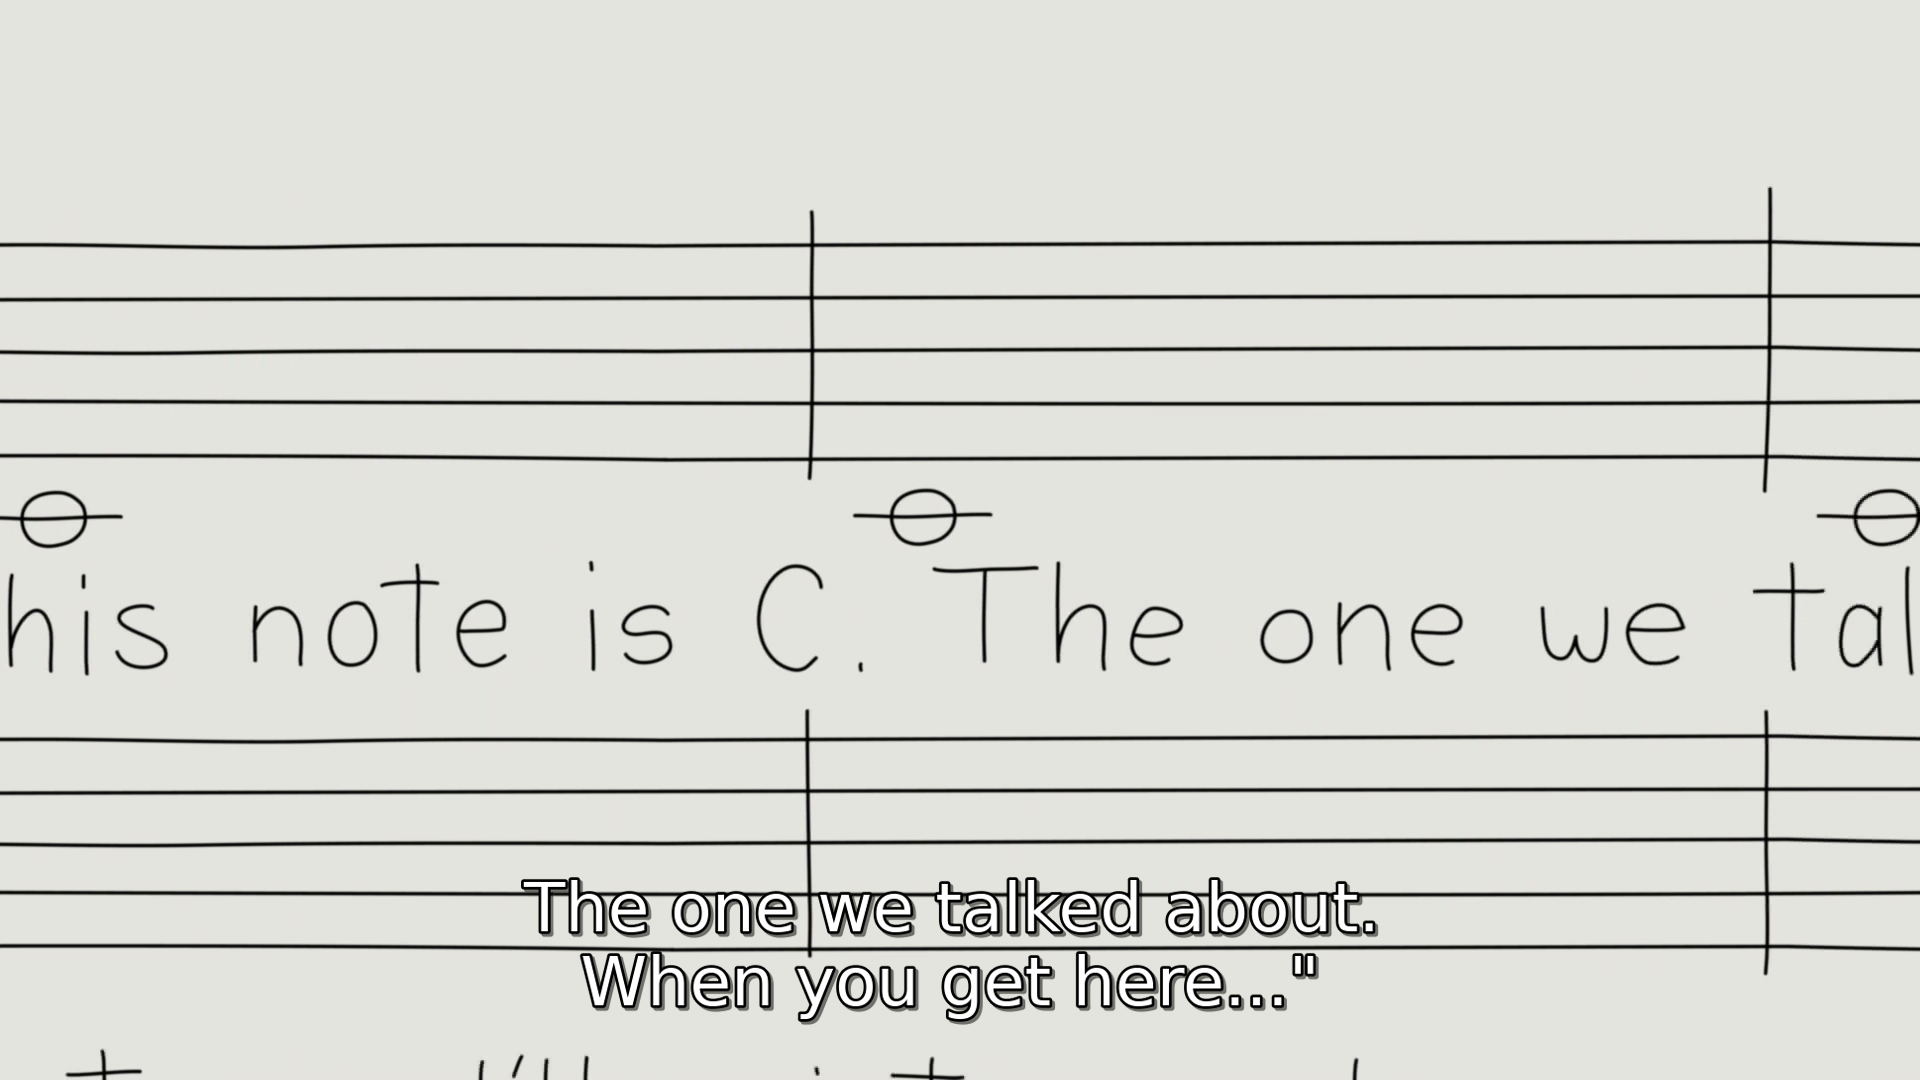 his note is C. The one we tal
The one we talked about.
When you get here..."